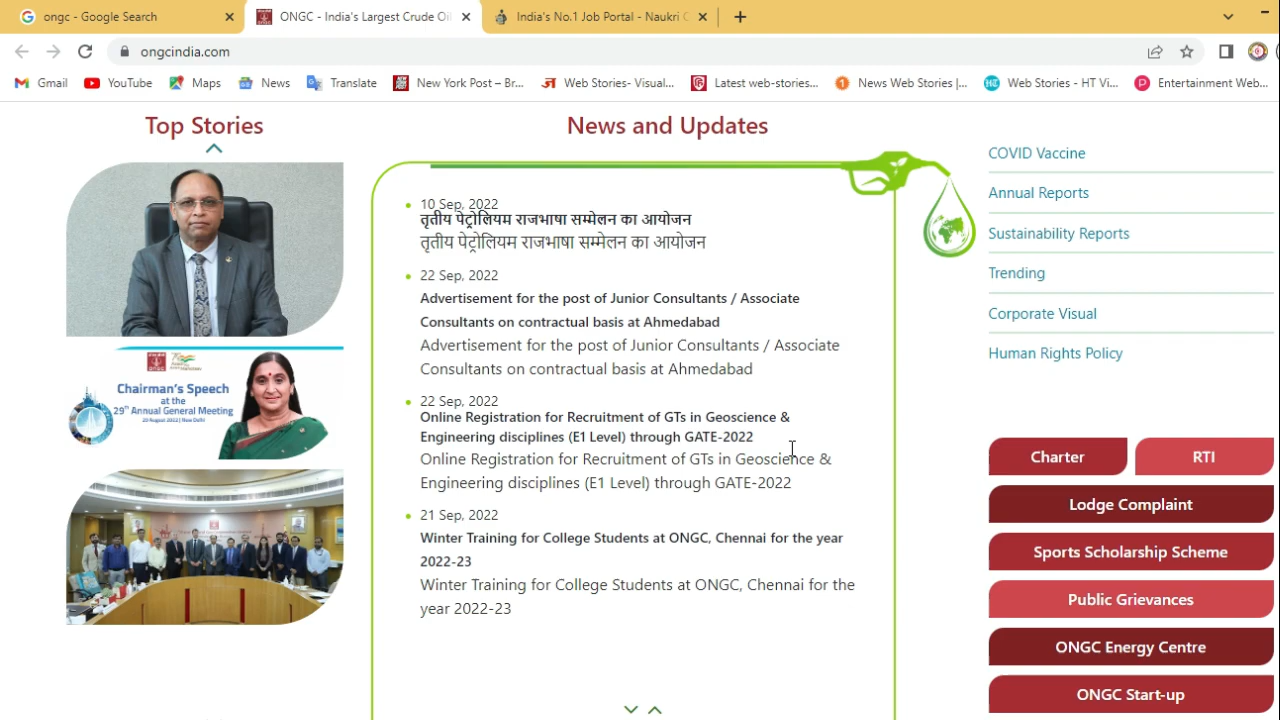 ongc - Google Search
ONGC - India's Largest Crude Oil
India's No.1 Job Portal - Naukri
ongcindia.com
Gmail
YouTube
Maps
News
Translate
New York Post – Br...
Web Stories- Visual...
Latest web-stories...
News Web Stories |...
Web Stories - HT Vi...
Entertainment Web...
Top Stories
Chairman's Speech
at the
29th Annual General Meeting
News and Updates
10 Sep, 2022
तृतीय पेट्रोलियम राजभाषा सम्मेलन का आयोजन
तृतीय पेट्रोलियम राजभाषा सम्मेलन का आयोजन
22 Sep, 2022
Advertisement for the post of Junior Consultants / Associate
Consultants on contractual basis at Ahmedabad
Advertisement for the post of Junior Consultants / Associate
Consultants on contractual basis at Ahmedabad
22 Sep, 2022
Online Registration for Recruitment of GTs in Geoscience &
Engineering disciplines (E1 Level) through GATE-2022
Online Registration for Recruitment of GTs in Geoscience &
Engineering disciplines (E1 Level) through GATE-2022
21 Sep, 2022
Winter Training for College Students at ONGC, Chennai for the year
2022-23
Winter Training for College Students at ONGC, Chennai for the
year 2022-23
COVID Vaccine
Annual Reports
Sustainability Reports
Trending
Corporate Visual
Human Rights Policy
Charter
RTI
Lodge Complaint
Sports Scholarship Scheme
Public Grievances
ONGC Energy Centre
ONGC Start-up